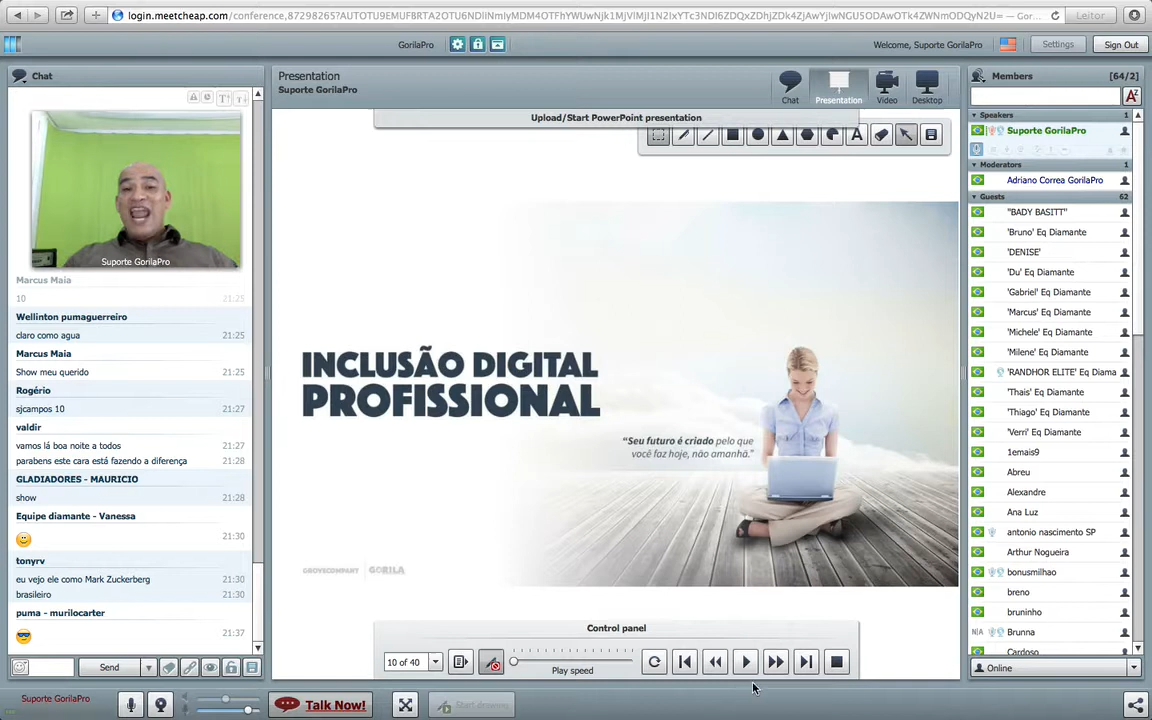 login.meetcheap.com/conference,87298265?AUTOTU9EMUFBRTA2OTU6NDlINmIyMDM4OTFhYWUwNjk1MjVlMjI1N2IxYTc3NDI6ZDQxZDhjZDk4ZjAwYjIwNGU5ODAwOTk4ZWNmODQyN2U= — Gor...
Leitor
GorilaPro
Welcome, Suporte GorilaPro
Settings
Sign Out
Chat
Suporte GorilaPro
Marcus Maia
10 21:25
Wellinton pumaguerreiro
claro como agua 21:25
Marcus Maia
Show meu querido 21:25
Rogério
sjcampos 10 21:27
valdir
vamos lá boa noite a todos 21:27
parabens este cara está fazendo a diferença 21:28
GLADIADORES - MAURICIO
show 21:28
Equipe diamante - Vanessa
21:30
tonyrv
eu vejo ele como Mark Zuckerberg 21:30
brasileiro 21:30
puma - murilocarter
21:37
Send
Suporte GorilaPro
Talk Now!
Start drawing
Presentation
Suporte GorilaPro
Chat
Presentation
Video
Desktop
Upload/Start PowerPoint presentation
INCLUSÃO DIGITAL
PROFISSIONAL
"Seu futuro é criado pelo que
você faz hoje, não amanhã."
GROVECOMPANY | GORILA
Control panel
10 of 40
Play speed
Members [64/2]
Speakers 1
Suporte GorilaPro
Moderators 1
Adriano Correa GorilaPro
Guests 62
"BADY BASITT"
'Bruno' Eq Diamante
'DENISE'
'Du' Eq Diamante
'Gabriel' Eq Diamante
'Marcus' Eq Diamante
'Michele' Eq Diamante
'Milene' Eq Diamante
'RANDHOR ELITE' Eq Diama
'Thais' Eq Diamante
'Thiago' Eq Diamante
'Verri' Eq Diamante
1emais9
Abreu
Alexandre
Ana Luz
antonio nascimento SP
Arthur Nogueira
bonusmilhao
breno
bruninho
N/A Brunna
Cardoso
Online